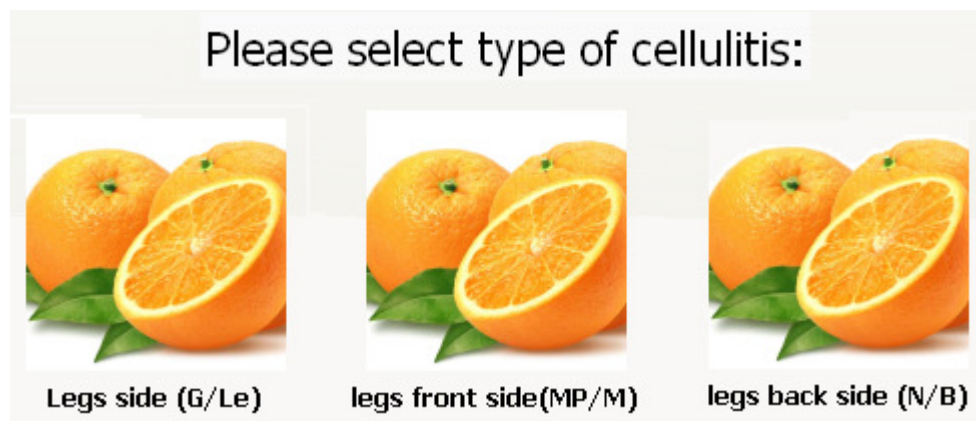 Please select type of cellulitis:
Legs side (G/Le)
legs front side(MP/M)
legs back side (N/B)